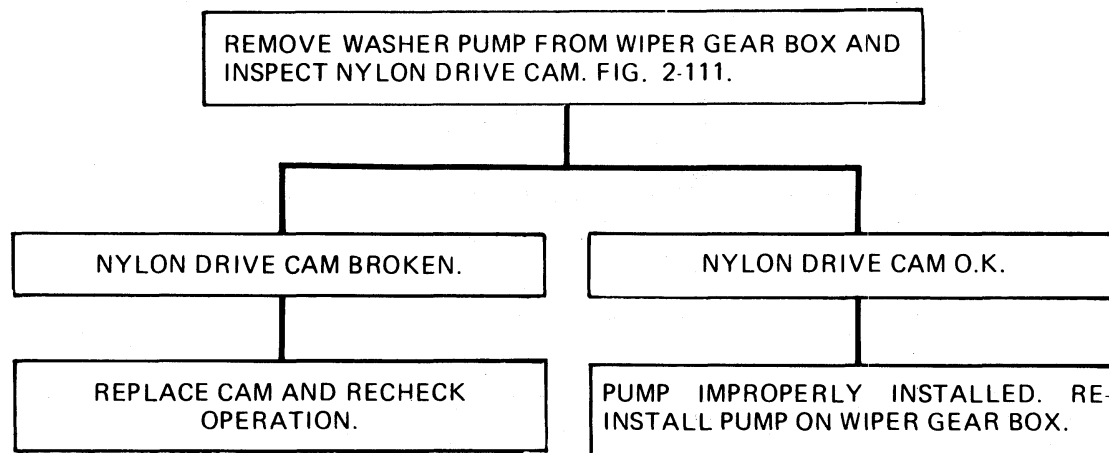 REMOVE WASHER PUMP FROM WIPER GEAR BOX AND
INSPECT NYLON DRIVE CAM. FIG. 2-111.
NYLON DRIVE CAM BROKEN.
NYLON DRIVE CAM O.K.
REPLACE CAM AND RECHECK
OPERATION.
PUMP IMPROPERLY INSTALLED. RE-
INSTALL PUMP ON WIPER GEAR BOX.